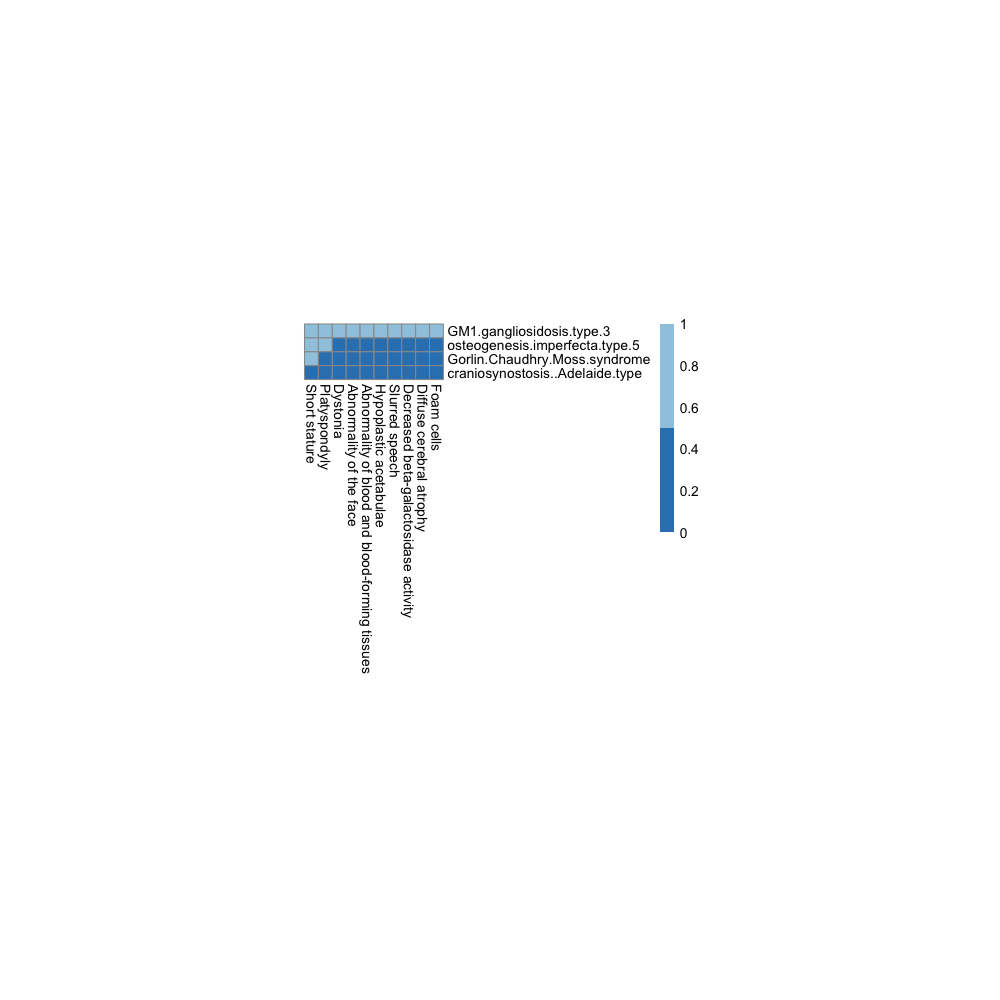 GM1.gangliosidosis.type.3
osteogenesis.imperfecta.type.5
Gorlin.Chaudhry.Moss.syndrome
craniosynostosis..Adelaide.type
1
0.8
0.6
0.4
0.2
0
Short stature
Platyspondyly
Dystonia
Abnormality of the face
Abnormality of blood and blood-forming tissues
Hypoplastic acetabulae
Slurred speech
Decreased beta-galactosidase activity
Diffuse cerebral atrophy
Foam cells